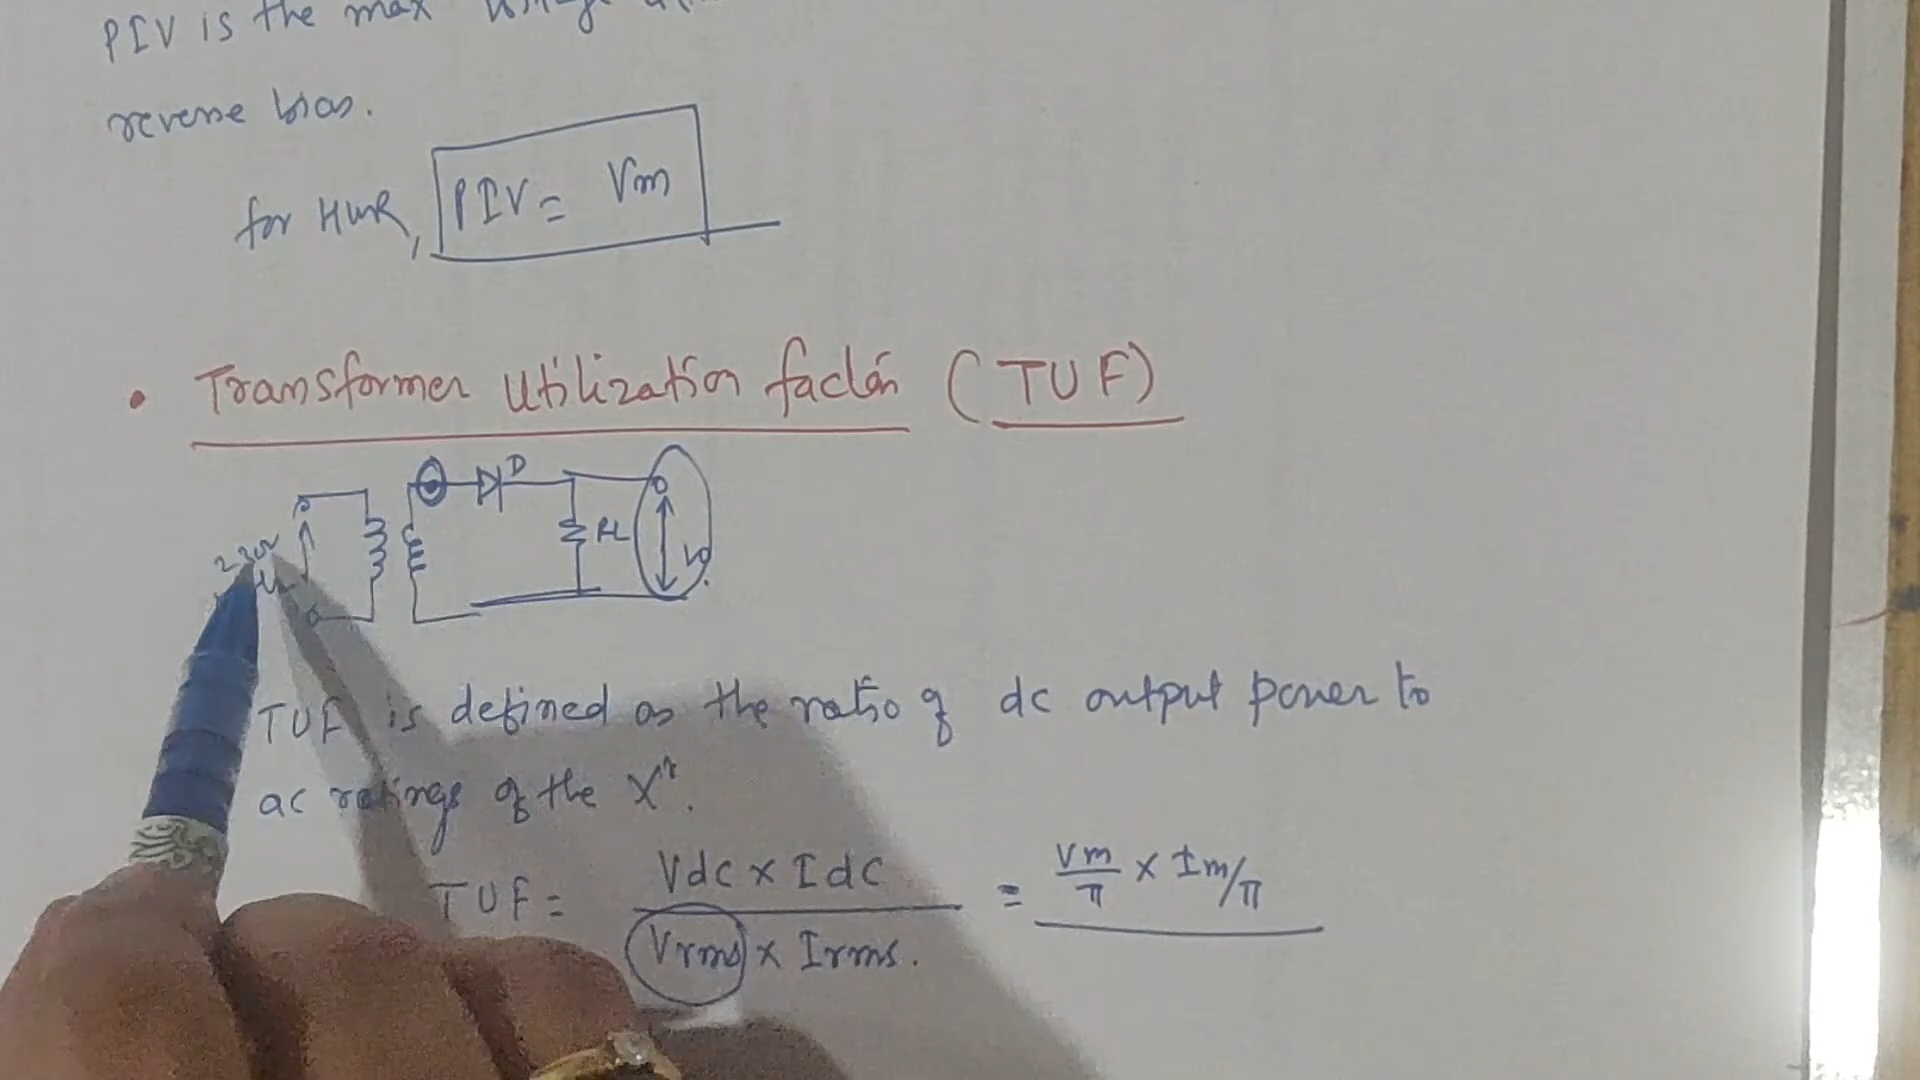 PIV is the max
reverse bias.
for HWR, PIV = Vm
• Transformer Utilization factor (TUF)
D
230V
RL
Vo
TUF is defined as the ratio of dc output power to
ac ratings of the Xʳ.
TUF = Vdc x Idc / Vrms x Irms. = Vm/π x Im/π